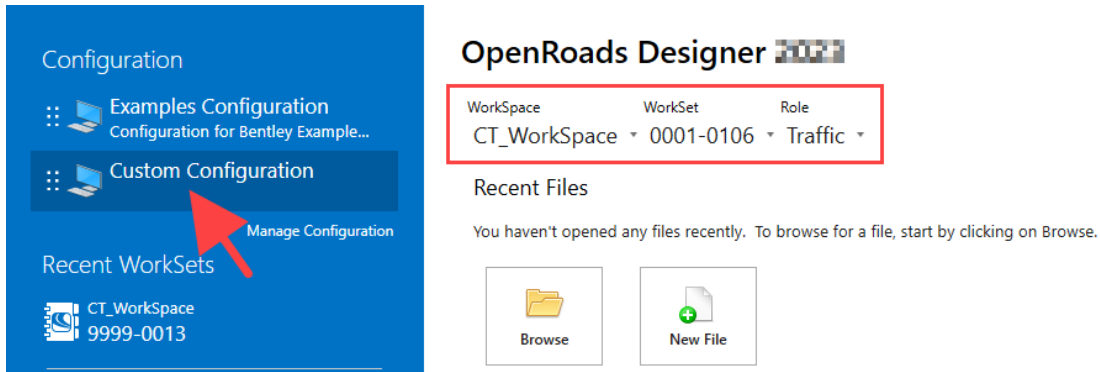 Configuration
Examples Configuration
Configuration for Bentley Example...
Custom Configuration
Manage Configuration
Recent WorkSets
CT_WorkSpace
9999-0013
OpenRoads Designer
WorkSpace WorkSet Role
CT_WorkSpace 0001-0106 Traffic
Recent Files
You haven't opened any files recently. To browse for a file, start by clicking on Browse.
Browse New File